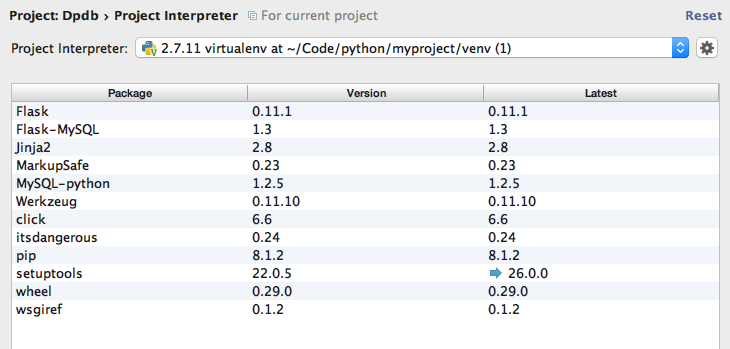 Project: Dpdb › Project Interpreter For current project Reset
Project Interpreter: 2.7.11 virtualenv at ~/Code/python/myproject/venv (1)
Package Version Latest
Flask 0.11.1 0.11.1
Flask-MySQL 1.3 1.3
Jinja2 2.8 2.8
MarkupSafe 0.23 0.23
MySQL-python 1.2.5 1.2.5
Werkzeug 0.11.10 0.11.10
click 6.6 6.6
itsdangerous 0.24 0.24
pip 8.1.2 8.1.2
setuptools 22.0.5 26.0.0
wheel 0.29.0 0.29.0
wsgiref 0.1.2 0.1.2